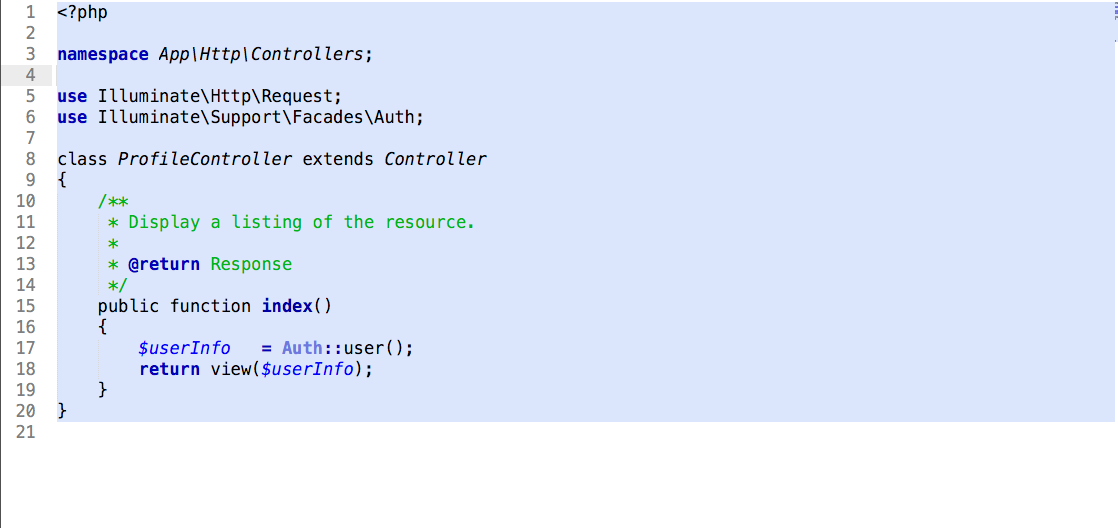 1 <?php
2
3 namespace App\Http\Controllers;
4
5 use Illuminate\Http\Request;
6 use Illuminate\Support\Facades\Auth;
7
8 class ProfileController extends Controller
9 {
10     /**
11      * Display a listing of the resource.
12      *
13      * @return Response
14      */
15     public function index()
16     {
17         $userInfo   = Auth::user();
18         return view($userInfo);
19     }
20 }
21